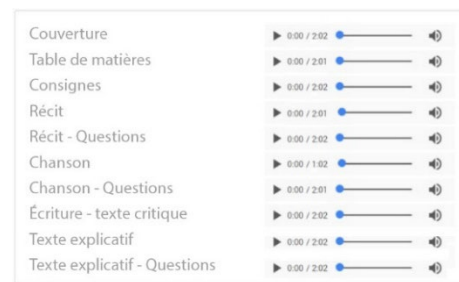 Couverture 0:00 / 2:02
Table de matières 0:00 / 2:01
Consignes 0:00 / 2:02
Récit 0:00 / 2:01
Récit - Questions 0:00 / 2:02
Chanson 0:00 / 1:02
Chanson - Questions 0:00 / 2:01
Écriture - texte critique 0:00 / 2:02
Texte explicatif 0:00 / 2:02
Texte explicatif - Questions 0:00 / 2:02